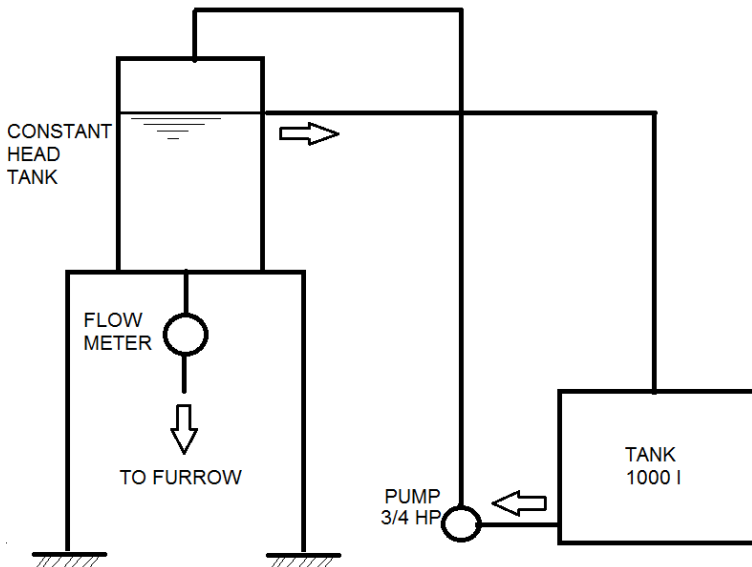 CONSTANT
HEAD
TANK
FLOW
METER
TO FURROW
PUMP
3/4 HP
TANK
1000 l